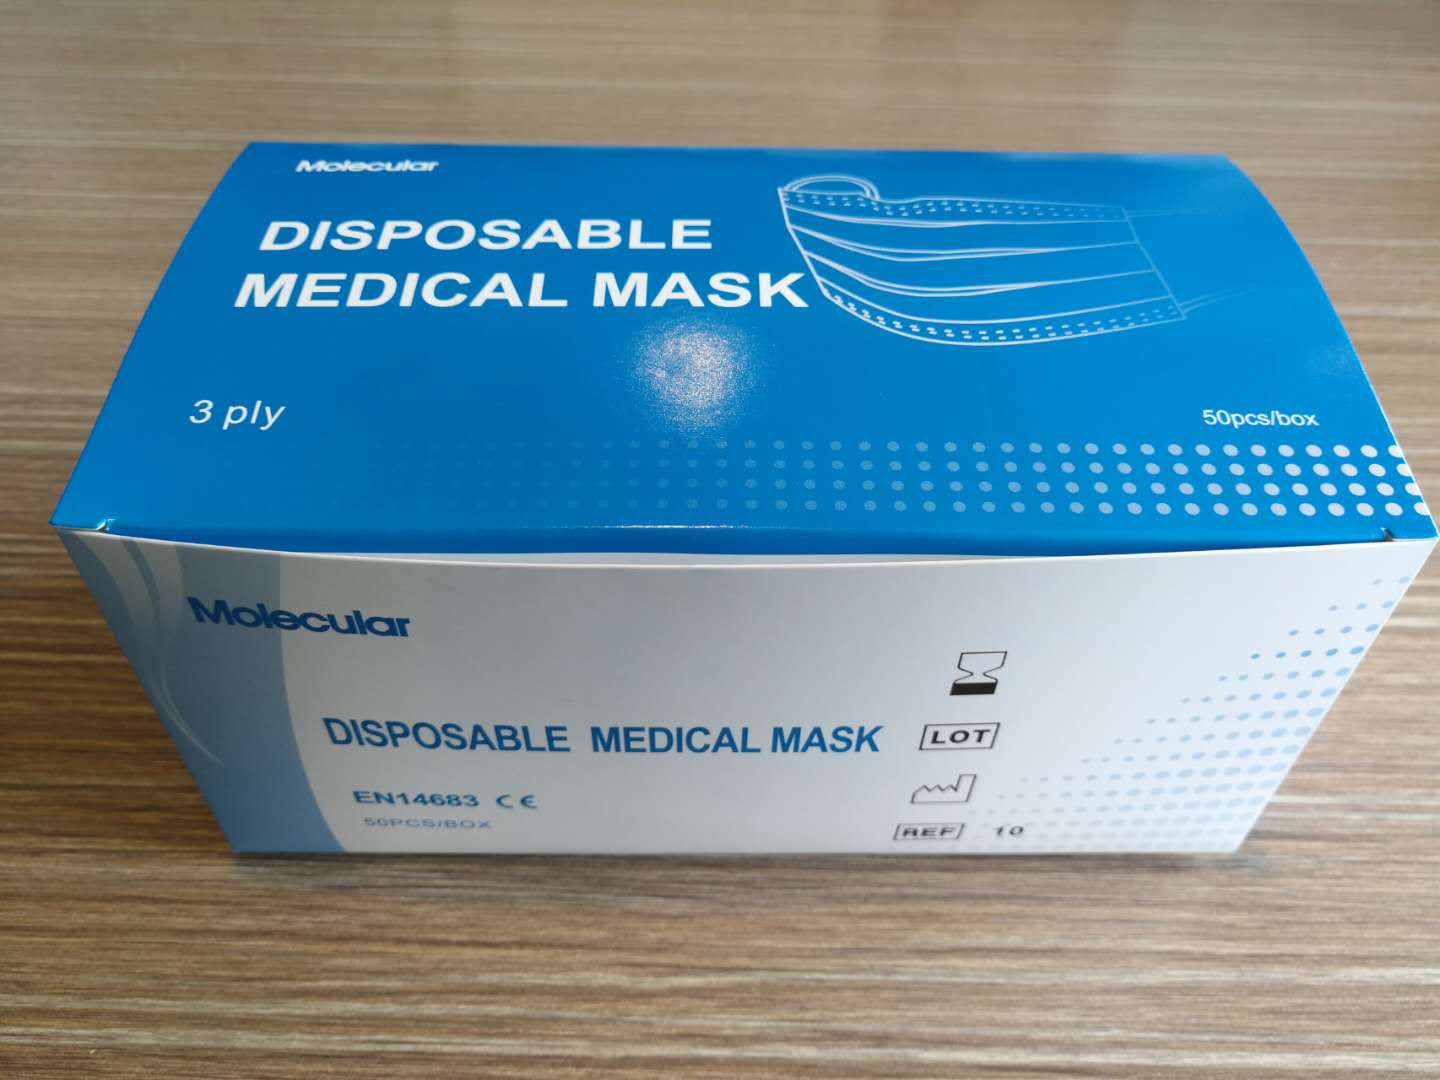 Molecular
DISPOSABLE
MEDICAL MASK
3 ply
50pcs/box
Molecular
DISPOSABLE MEDICAL MASK
EN14683 CE
50PCS/BOX
LOT
REF 10